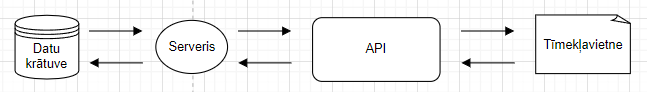 Datu
krātuve
Serveris
API
Tīmekļavietne